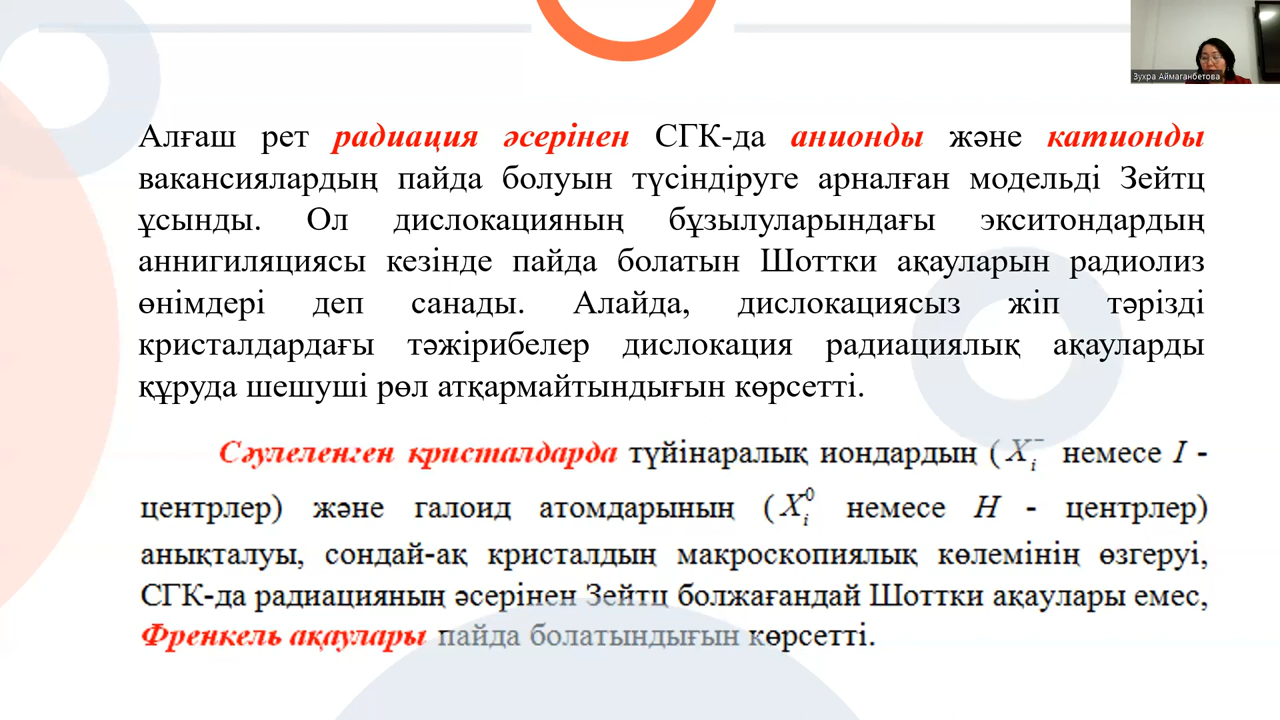 Зухра Аймаганбетова
Алғаш рет радиация әсерінен СГК-да анионды және катионды
вакансиялардың пайда болуын түсіндіруге арналған модельді Зейтц
ұсынды. Ол дислокацияның бұзылуларындағы экситондардың
аннигиляциясы кезінде пайда болатын Шоттки ақауларын радиолиз
өнімдері деп санады. Алайда, дислокациясыз жіп тәрізді
кристалдардағы тәжірибелер дислокация радиациялық ақауларды
құруда шешуші рөл атқармайтындығын көрсетті.
Сәулеленген кристалдарда түйінаралық иондардың ( X_i^- немесе I -
центрлер) және галоид атомдарының ( X_i^0 немесе H - центрлер)
анықталуы, сондай-ақ кристалдың макроскопиялық көлемінің өзгеруі,
СГК-да радиацияның әсерінен Зейтц болжағандай Шоттки ақаулары емес,
Френкель ақаулары пайда болатындығын көрсетті.